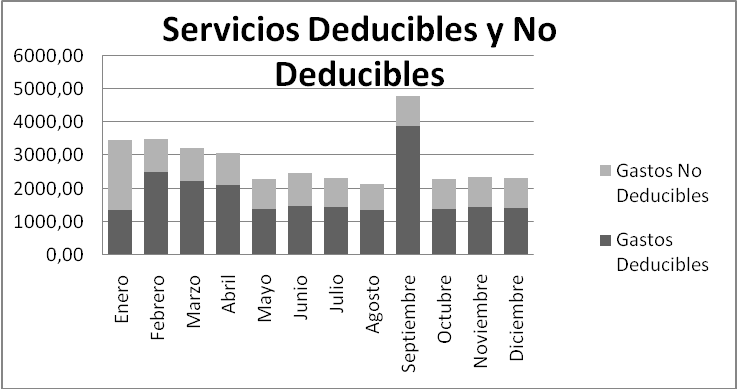 Servicios Deducibles y No
Deducibles
6000,00
5000,00
4000,00
3000,00
2000,00
1000,00
0,00
Enero
Febrero
Marzo
Abril
Mayo
Junio
Julio
Agosto
Septiembre
Octubre
Noviembre
Diciembre
Gastos No
Deducibles
Gastos
Deducibles